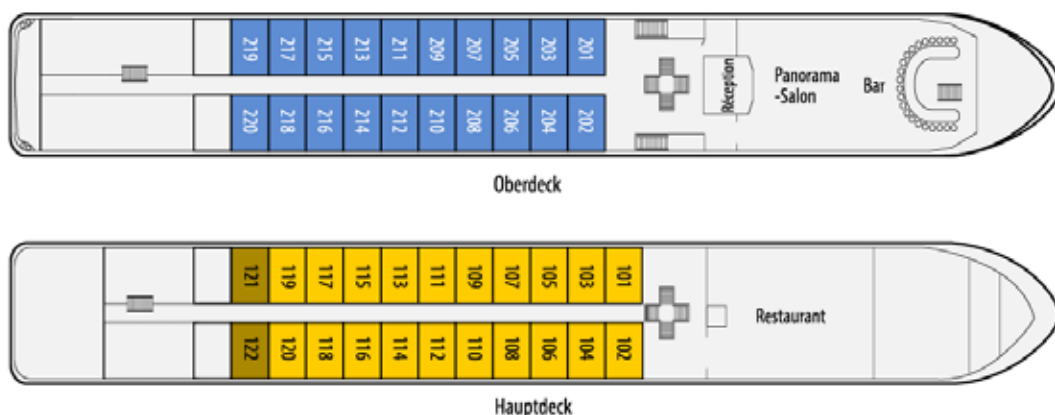 219 217 215 213 211 209 207 205 203 201
Réception
Panorama
-Salon
Bar
220 218 216 214 212 210 208 206 204 202
Oberdeck
121 119 117 115 113 111 109 107 105 103 101
Restaurant
122 120 118 116 114 112 110 108 106 104 102
Hauptdeck